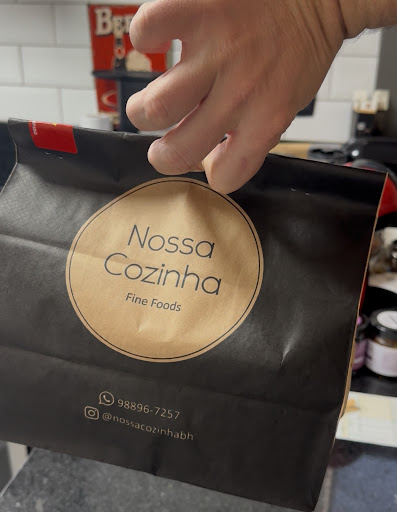 Nossa
Cozinha
Fine Foods
98896-7257
@nossacozinhabh